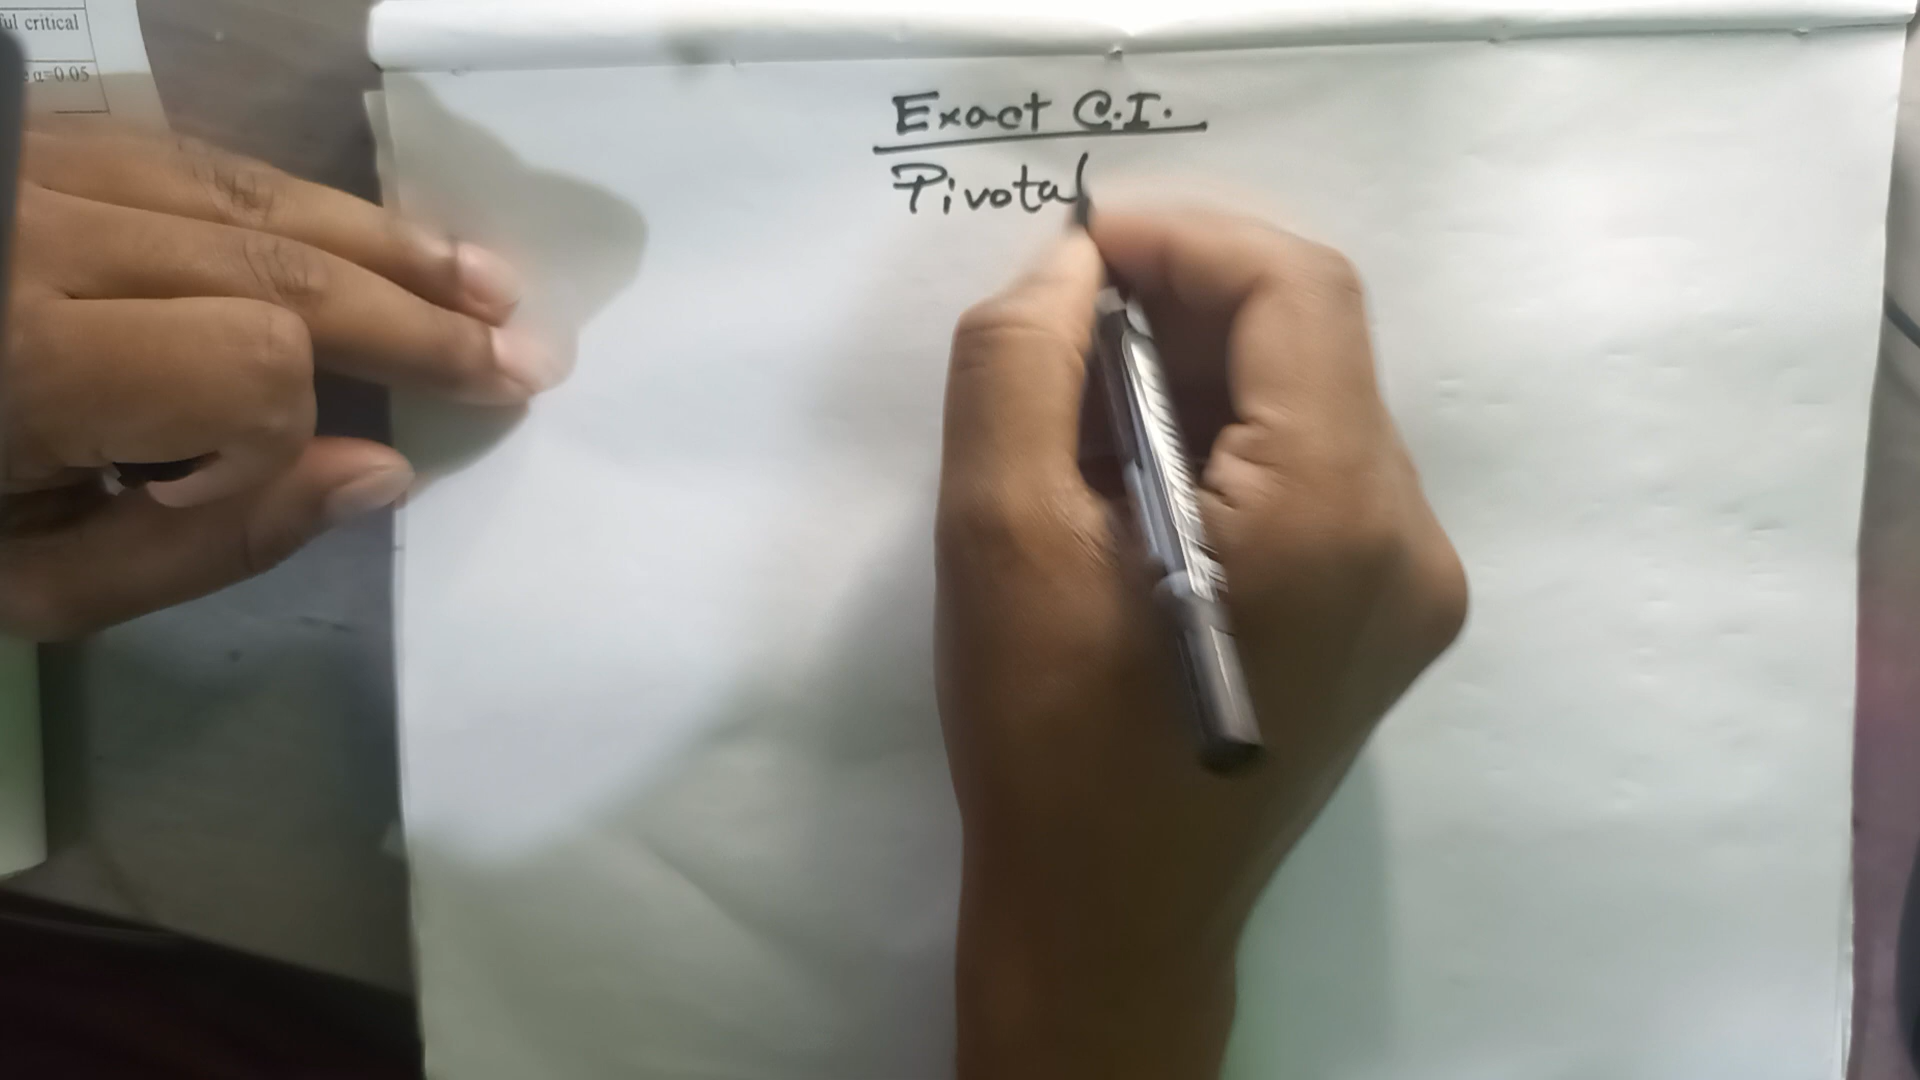 ful critical
α=0.05
Exact C.I.
Pivotal